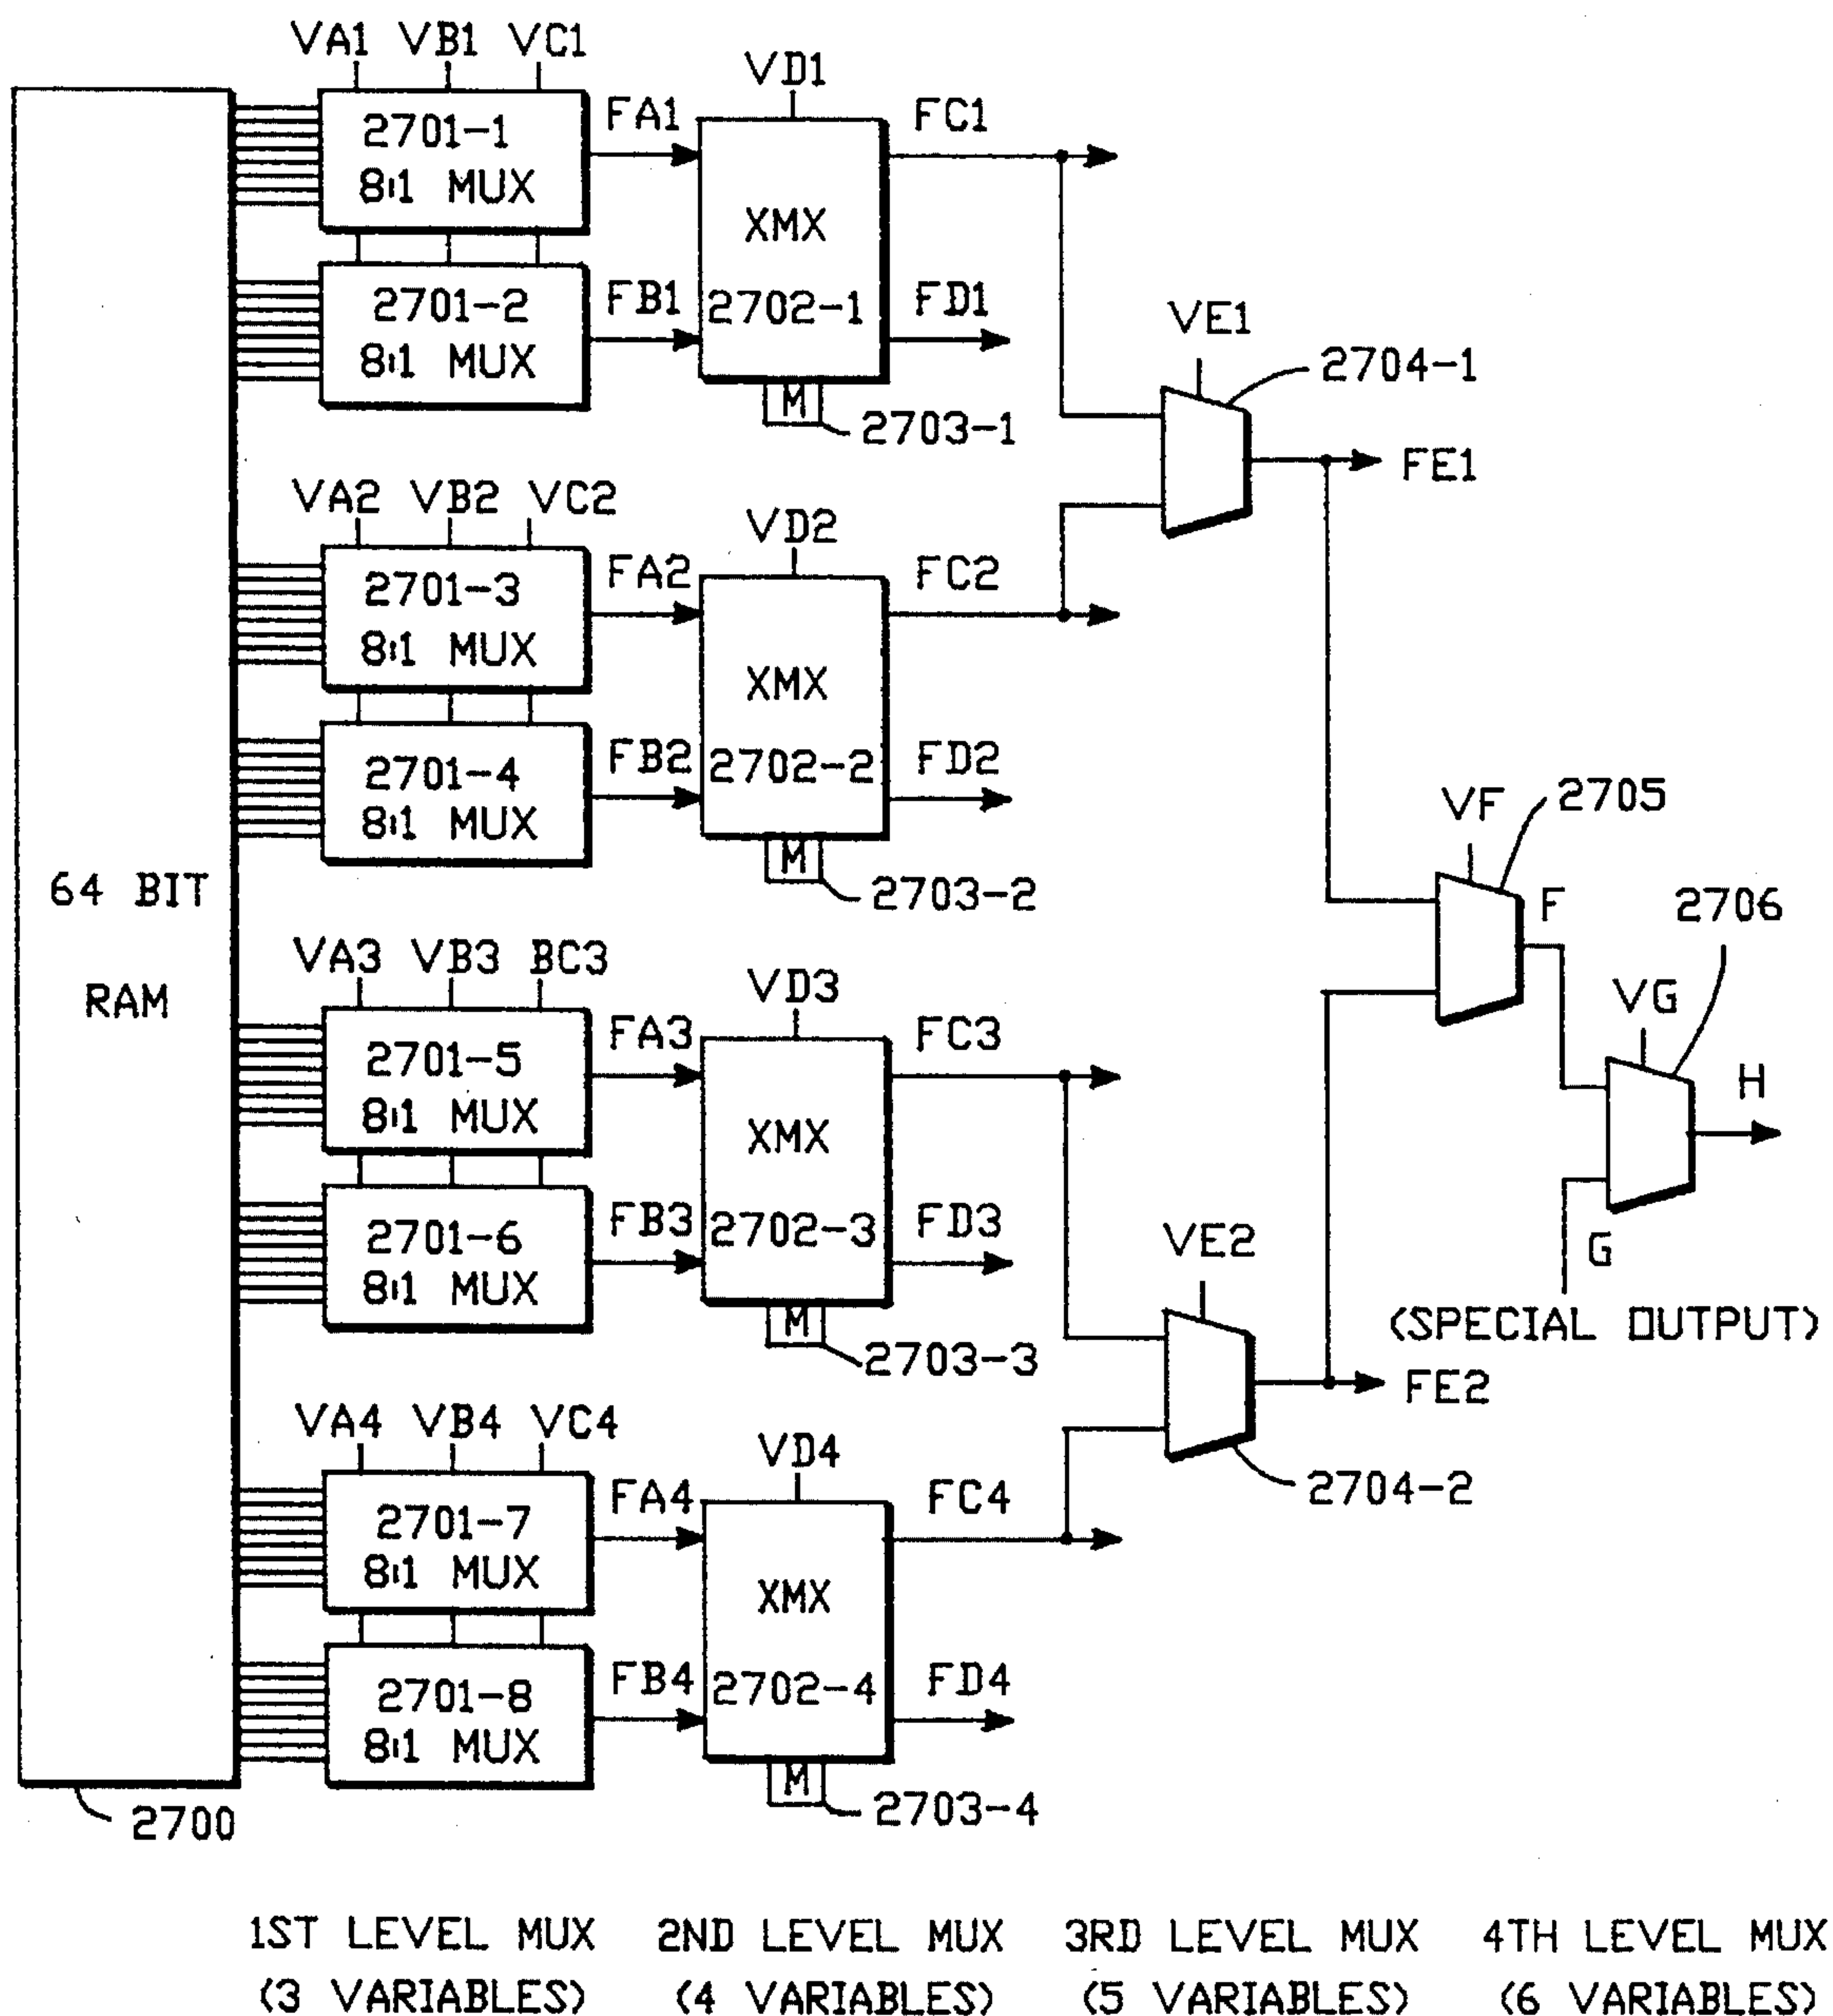 VA1 VB1 VC1
2701-1
8:1 MUX
FA1
VD1
FC1
2701-2
8:1 MUX
FB1
XMX
2702-1
FD1
M
2703-1
VE1
2704-1
FE1
VA2 VB2 VC2
2701-3
8:1 MUX
FA2
VD2
FC2
2701-4
8:1 MUX
FB2
XMX
2702-2
FD2
M
2703-2
64 BIT
RAM
VF
2705
F
2706
VG
H
G
(SPECIAL OUTPUT)
VA3 VB3 BC3
2701-5
8:1 MUX
FA3
VD3
FC3
2701-6
8:1 MUX
FB3
XMX
2702-3
FD3
M
2703-3
VE2
FE2
2704-2
VA4 VB4 VC4
2701-7
8:1 MUX
FA4
VD4
FC4
2701-8
8:1 MUX
FB4
XMX
2702-4
FD4
M
2703-4
2700
1ST LEVEL MUX
(3 VARIABLES)
2ND LEVEL MUX
(4 VARIABLES)
3RD LEVEL MUX
(5 VARIABLES)
4TH LEVEL MUX
(6 VARIABLES)